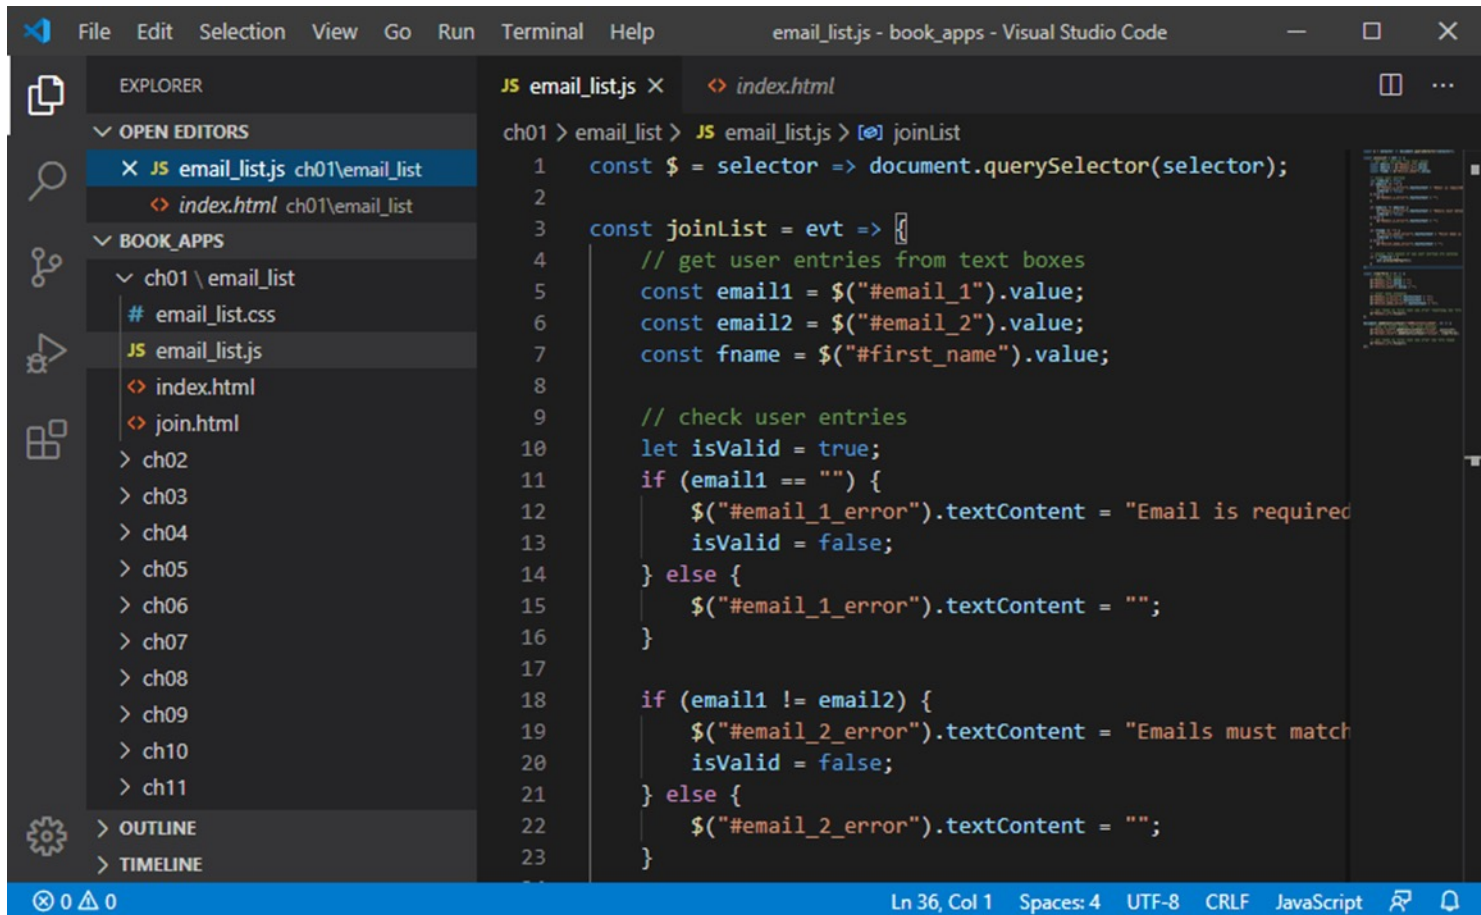 File Edit Selection View Go Run Terminal Help email_list.js - book_apps - Visual Studio Code
EXPLORER
OPEN EDITORS
JS email_list.js ch01\email_list
<> index.html ch01\email_list
BOOK_APPS
ch01 \ email_list
# email_list.css
JS email_list.js
<> index.html
<> join.html
ch02
ch03
ch04
ch05
ch06
ch07
ch08
ch09
ch10
ch11
OUTLINE
TIMELINE
JS email_list.js <> index.html
ch01 > email_list > JS email_list.js > joinList
1 const $ = selector => document.querySelector(selector);
2
3 const joinList = evt => {
4 // get user entries from text boxes
5 const email1 = $("#email_1").value;
6 const email2 = $("#email_2").value;
7 const fname = $("#first_name").value;
8
9 // check user entries
10 let isValid = true;
11 if (email1 == "") {
12 $("#email_1_error").textContent = "Email is required
13 isValid = false;
14 } else {
15 $("#email_1_error").textContent = "";
16 }
17
18 if (email1 != email2) {
19 $("#email_2_error").textContent = "Emails must match
20 isValid = false;
21 } else {
22 $("#email_2_error").textContent = "";
23 }
0 0 Ln 36, Col 1 Spaces: 4 UTF-8 CRLF JavaScript